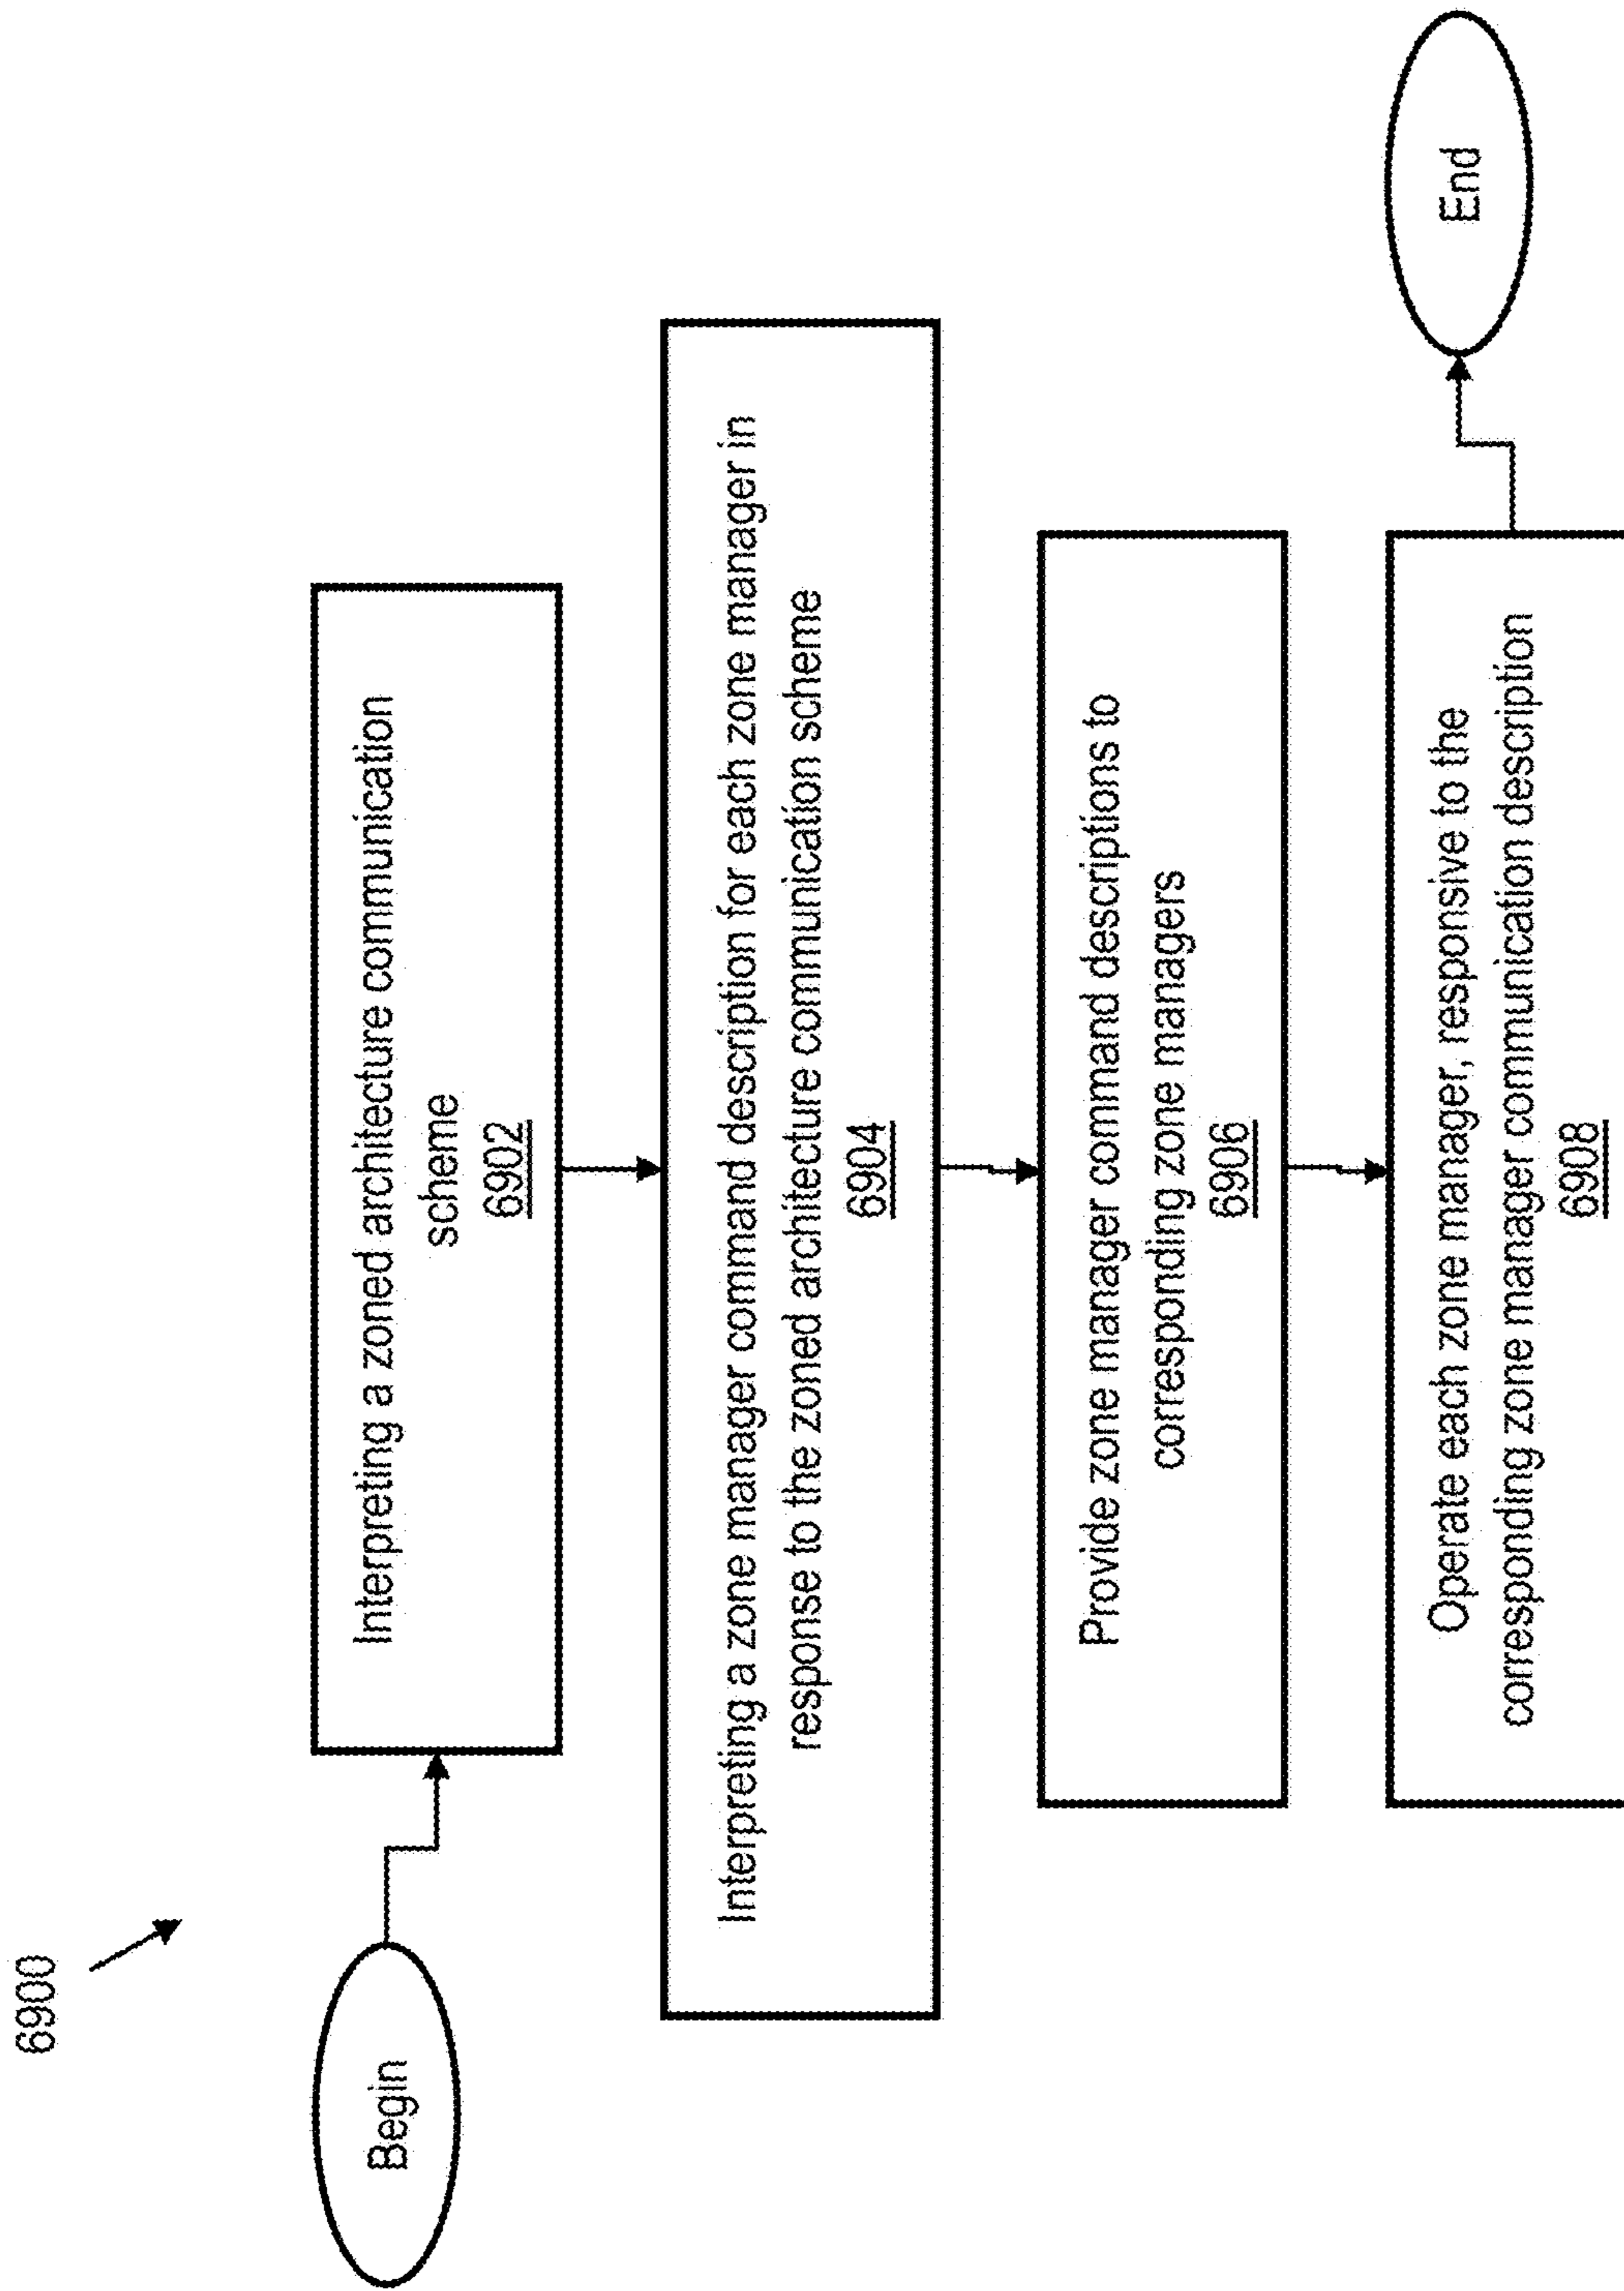 6900
Begin
Interpreting a zoned architecture communication
scheme
6902
Interpreting a zone manager command description for each zone manager in
response to the zoned architecture communication scheme
6904
Provide zone manager command descriptions to
corresponding zone managers
6906
Operate each zone manager, responsive to the
corresponding zone manager communication description
6908
End